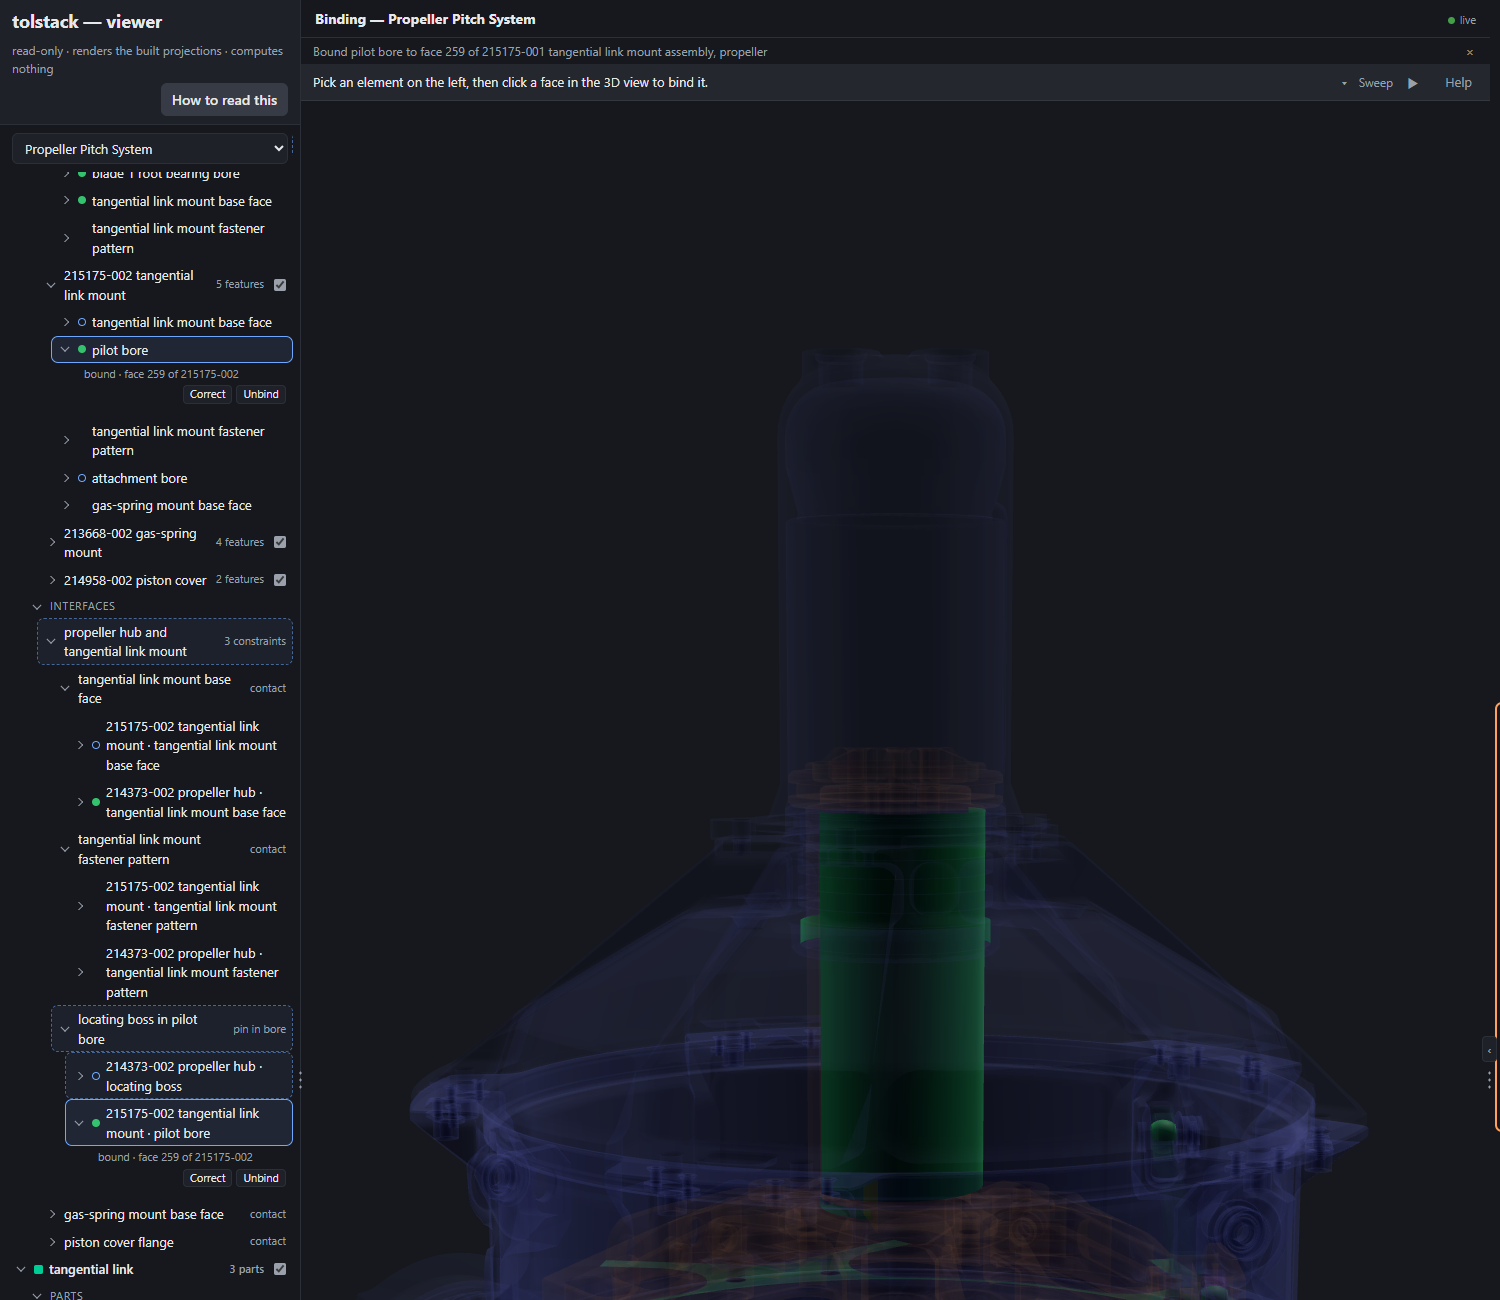 tolstack — viewer
read-only · renders the built projections · computes
nothing
How to read this
Propeller Pitch System
blade 1 root bearing bore
tangential link mount base face
tangential link mount fastener
pattern
215175-002 tangential
link mount
5 features
tangential link mount base face
pilot bore
bound · face 259 of 215175-002
Correct
Unbind
tangential link mount fastener
pattern
attachment bore
gas-spring mount base face
213668-002 gas-spring
mount
4 features
214958-002 piston cover
2 features
INTERFACES
propeller hub and
tangential link mount
3 constraints
tangential link mount base
face
contact
215175-002 tangential link
mount · tangential link mount
base face
214373-002 propeller hub ·
tangential link mount base face
tangential link mount
fastener pattern
contact
215175-002 tangential link
mount · tangential link mount
fastener pattern
214373-002 propeller hub ·
tangential link mount fastener
pattern
locating boss in pilot
bore
pin in bore
214373-002 propeller hub ·
locating boss
215175-002 tangential link
mount · pilot bore
bound · face 259 of 215175-002
Correct
Unbind
gas-spring mount base face
contact
piston cover flange
contact
tangential link
3 parts
PARTS
Binding — Propeller Pitch System
live
Bound pilot bore to face 259 of 215175-001 tangential link mount assembly, propeller
×
Pick an element on the left, then click a face in the 3D view to bind it.
Sweep
Help